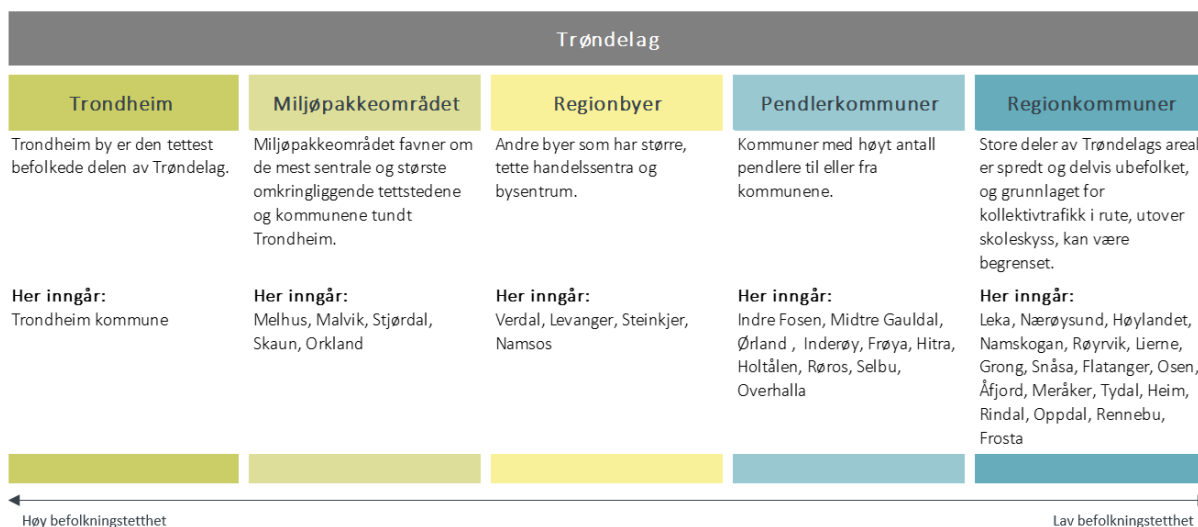 Trøndelag
Trondheim
Trondheim by er den tettest
befolkede delen av Trøndelag.
Her inngår:
Trondheim kommune
Miljøpakkeområdet
Miljøpakkeområdet favner om
de mest sentrale og største
omkringliggende tettstedene
og kommunene tundt
Trondheim.
Her inngår:
Melhus, Malvik, Stjørdal,
Skaun, Orkland
Regionbyer
Andre byer som har større,
tette handelssentra og
bysentrum.
Her inngår:
Verdal, Levanger, Steinkjer,
Namsos
Pendlerkommuner
Kommuner med høyt antall
pendlere til eller fra
kommunene.
Her inngår:
Indre Fosen, Midtre Gauldal,
Ørland , Inderøy, Frøya, Hitra,
Holtålen, Røros, Selbu,
Overhalla
Regionkommuner
Store deler av Trøndelags areal
er spredt og delvis ubefolket,
og grunnlaget for
kollektivtrafikk i rute, utover
skoleskyss, kan være
begrenset.
Her inngår:
Leka, Nærøysund, Høylandet,
Namskogan, Røyrvik, Lierne,
Grong, Snåsa, Flatanger, Osen,
Åfjord, Meråker, Tydal, Heim,
Rindal, Oppdal, Rennebu,
Frosta
Høy befolkningstetthet
Lav befolkningstetthet